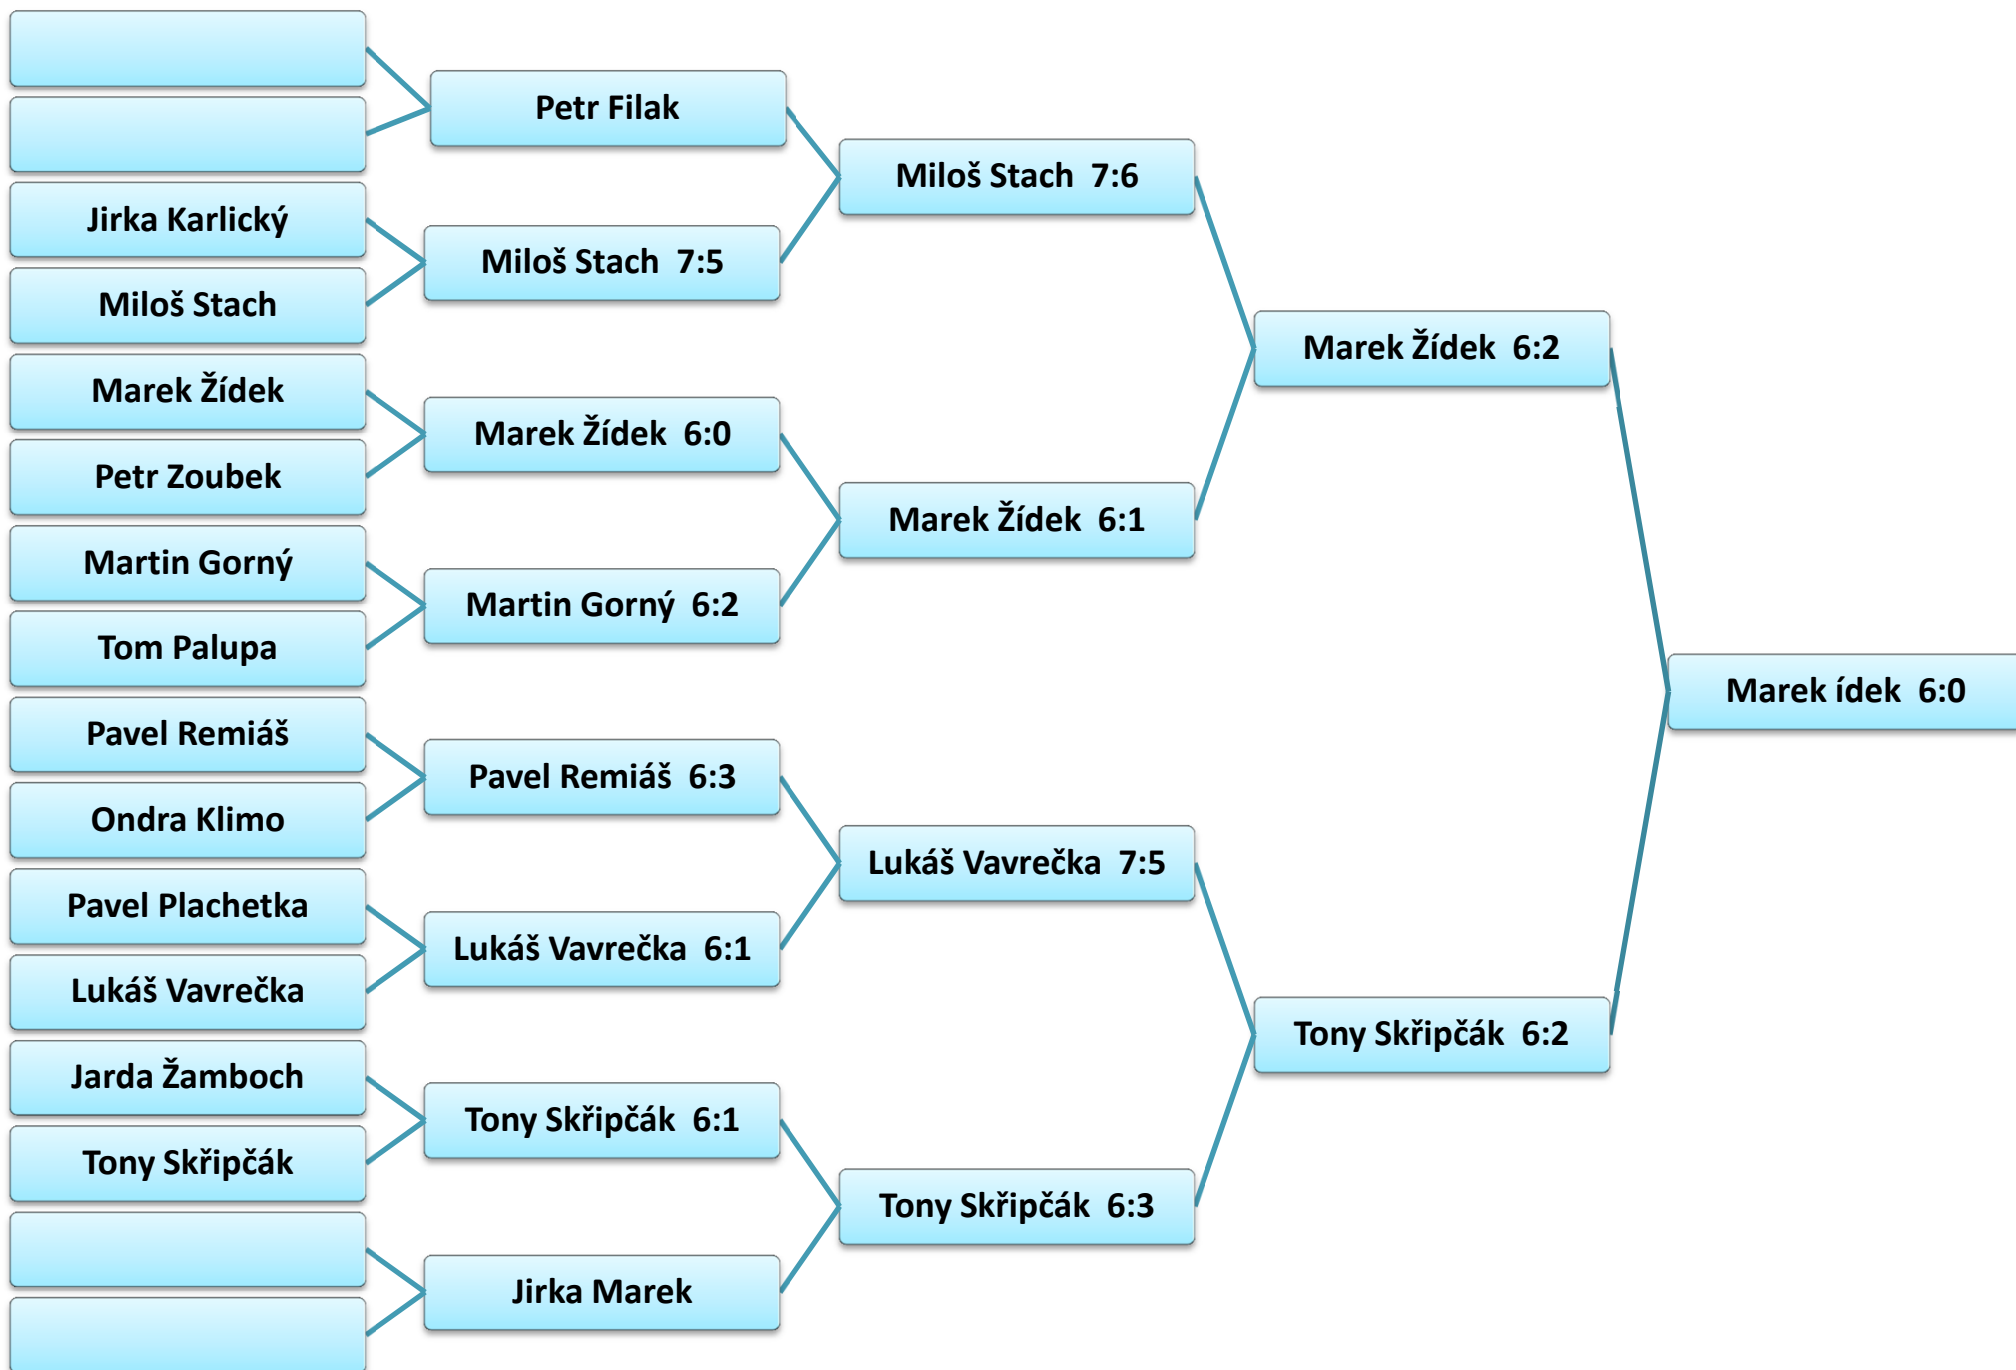 Petr Filak
Miloš Stach 7:6
Jirka Karlický
Miloš Stach 7:5
Miloš Stach
Marek Žídek 6:2
Marek Žídek
Marek Žídek 6:0
Petr Zoubek
Marek Žídek 6:1
Martin Gorný
Martin Gorný 6:2
Tom Palupa
Marek ídek 6:0
Pavel Remiáš
Pavel Remiáš 6:3
Ondra Klimo
Lukáš Vavrečka 7:5
Pavel Plachetka
Lukáš Vavrečka 6:1
Lukáš Vavrečka
Tony Skřipčák 6:2
Jarda Žamboch
Tony Skřipčák 6:1
Tony Skřipčák
Tony Skřipčák 6:3
Jirka Marek